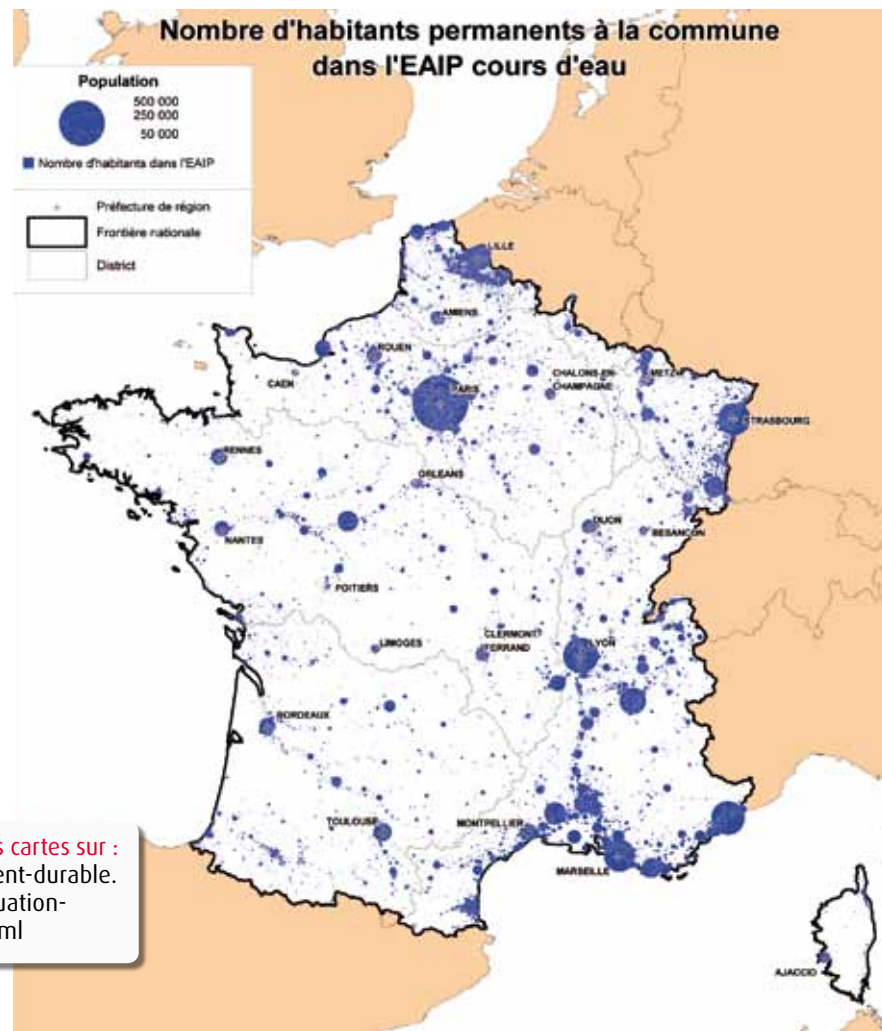 Nombre d'habitants permanents à la commune
dans l'EAIP cours d'eau
Population
500 000
250 000
50 000
Nombre d'habitants dans l'EAIP
Préfecture de région
Frontière nationale
District
LILLE
AMIENS
ROUEN
CAEN
PARIS
CHALONS-EN-
CHAMPAGNE
METZ
STRASBOURG
RENNES
ORLEANS
NANTES
DIJON
BESANCON
POITIERS
LIMOGES
CLERMONT-
FERRAND
LYON
BORDEAUX
TOULOUSE
MONTPELLIER
MARSEILLE
AJACCIO
s cartes sur :
ent-durable.
uation-
ml